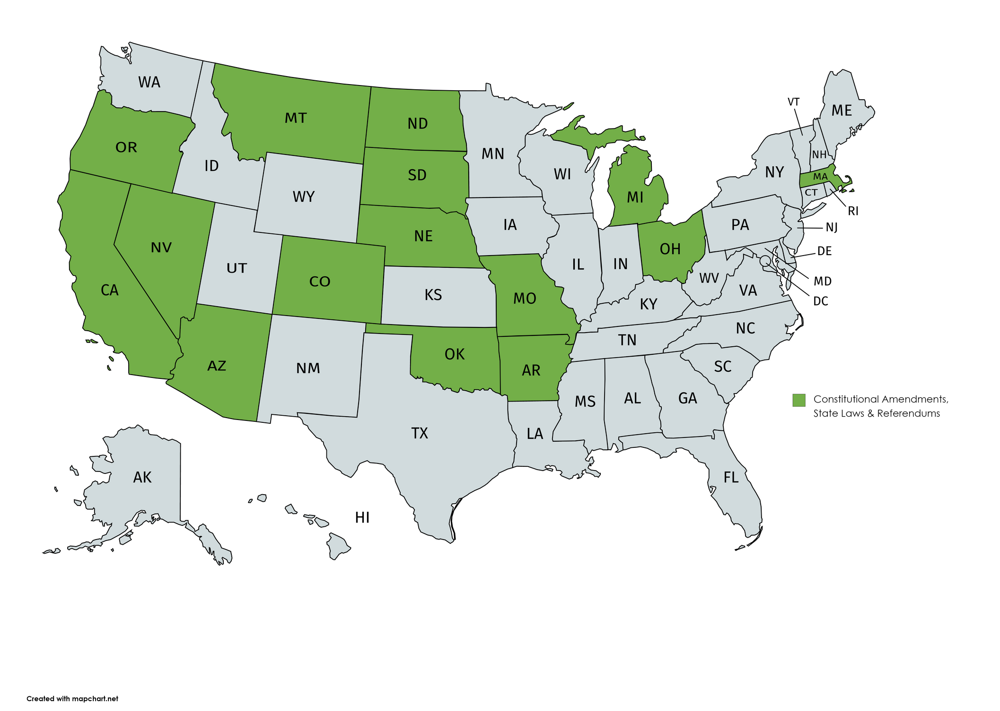 WA
MT
ND
MN
VT
ME
OR
ID
SD
WI
MI
NH
NY
MA
CT
RI
WY
NE
IA
PA
NJ
NV
UT
CO
KS
MO
IL
IN
OH
WV
VA
DE
MD
DC
CA
KY
NC
TN
AZ
NM
OK
AR
SC
MS
AL
GA
TX
LA
FL
AK
HI
Constitutional Amendments,
State Laws & Referendums
Created with mapchart.net